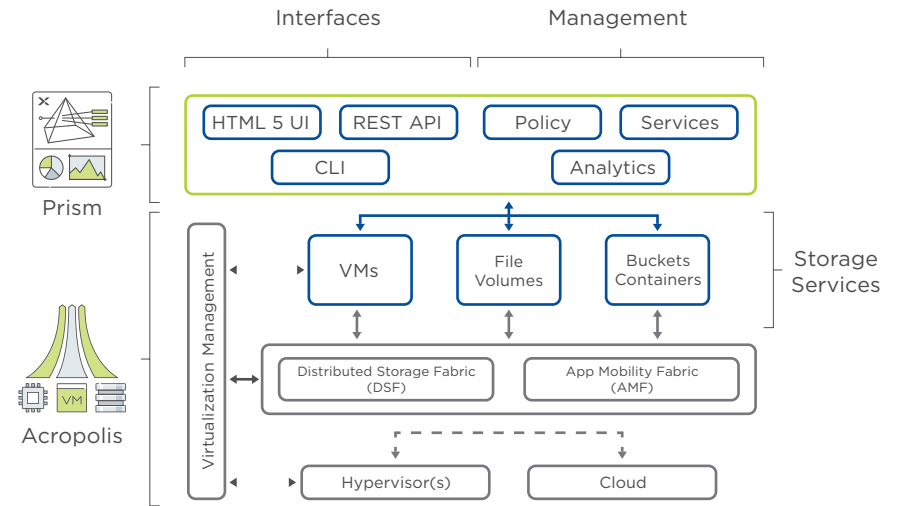 Interfaces
Management
HTML 5 UI
REST API
Policy
Services
CLI
Analytics
Prism
Virtualization Management
VMs
File
Volumes
Buckets
Containers
Storage
Services
Distributed Storage Fabric
(DSF)
App Mobility Fabric
(AMF)
VM
Acropolis
Hypervisor(s)
Cloud